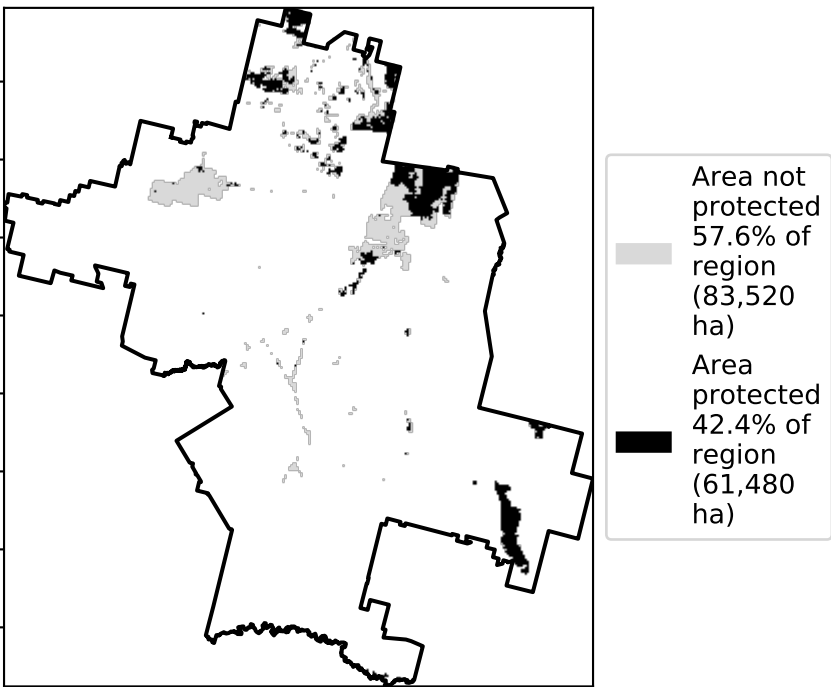 Area not
protected
57.6% of
region
(83,520
ha)
Area
protected
42.4% of
region
(61,480
ha)